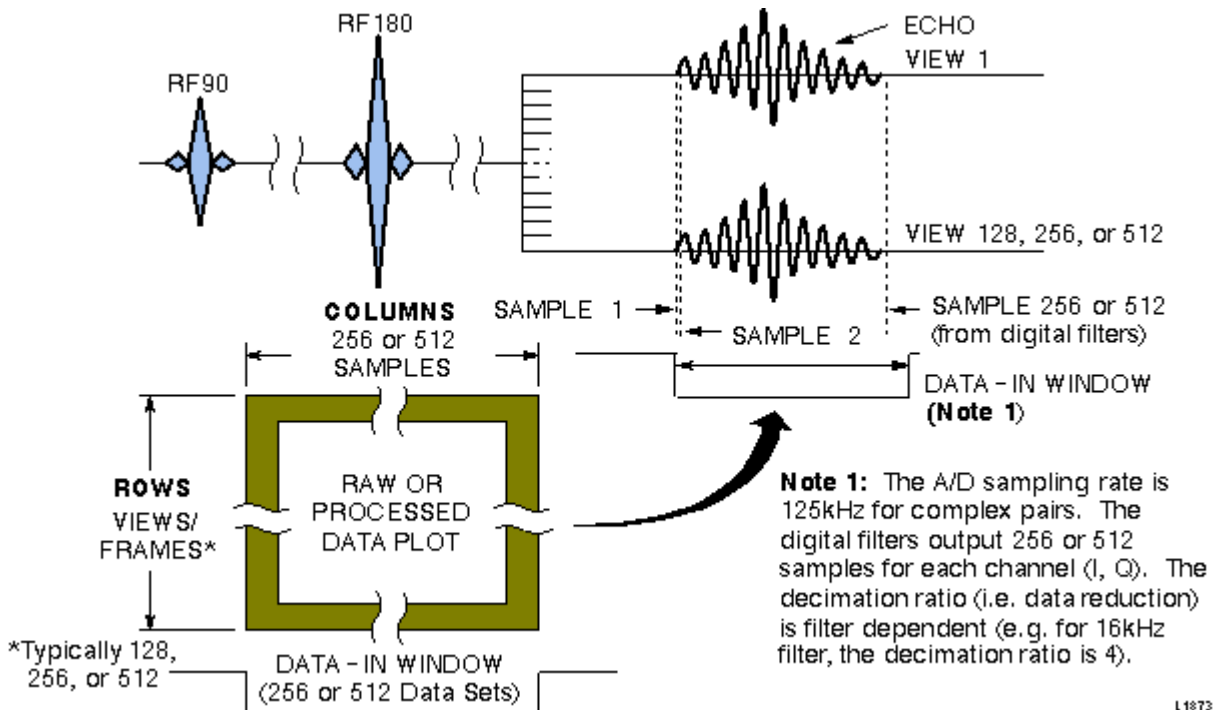 RF90
RF180
ECHO
VIEW 1
VIEW 128, 256, or 512
SAMPLE 1
SAMPLE 2
SAMPLE 256 or 512
(from digital filters)
DATA - IN WINDOW
(Note 1)
COLUMNS
256 or 512
SAMPLES
ROWS
VIEWS/
FRAMES*
RAW OR
PROCESSED
DATA PLOT
*Typically 128,
256, or 512
DATA - IN WINDOW
(256 or 512 Data Sets)
Note 1: The A/D sampling rate is
125kHz for complex pairs. The
digital filters output 256 or 512
samples for each channel (I, Q). The
decimation ratio (i.e. data reduction)
is filter dependent (e.g. for 16kHz
filter, the decimation ratio is 4).
L1873